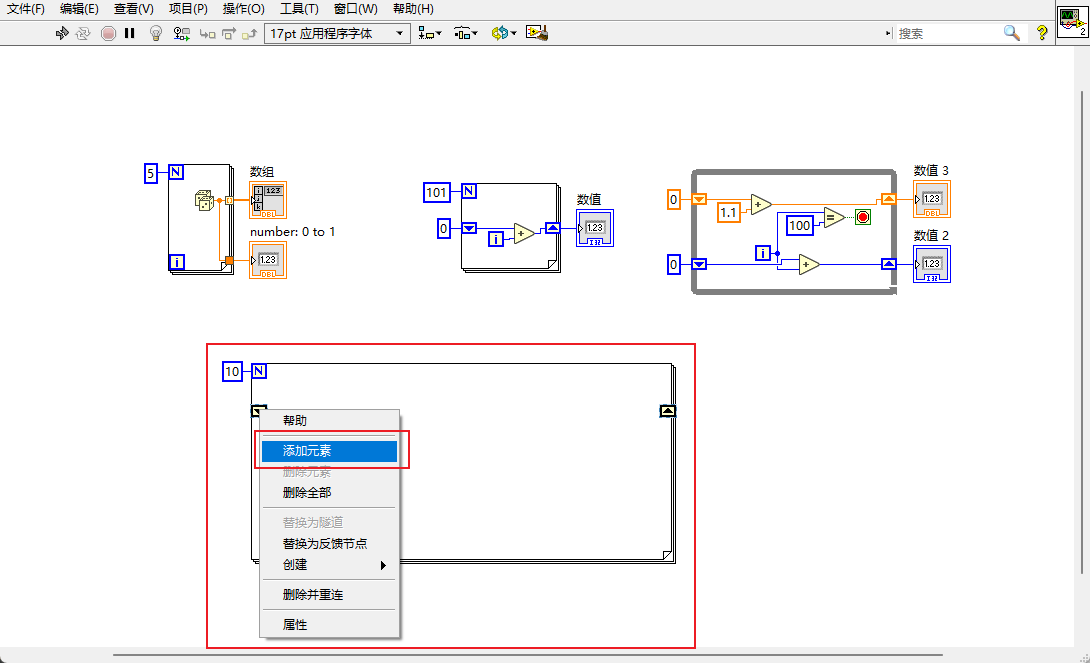 文件(F) 编辑(E) 查看(V) 项目(P) 操作(O) 工具(T) 窗口(W) 帮助(H)
17pt 应用程序字体 搜索 ? 2
数组
5 N
123
DBL
number: 0 to 1
i
1.23
DBL
101 N
数值
0
i + 1.23
I32
数值 3
0
1.1 + 1.23
DBL
100 =
数值 2
i
0 + 1.23
I32
10 N
帮助
添加元素
删除元素
删除全部
替换为隧道
替换为反馈节点
创建
删除并重连
属性